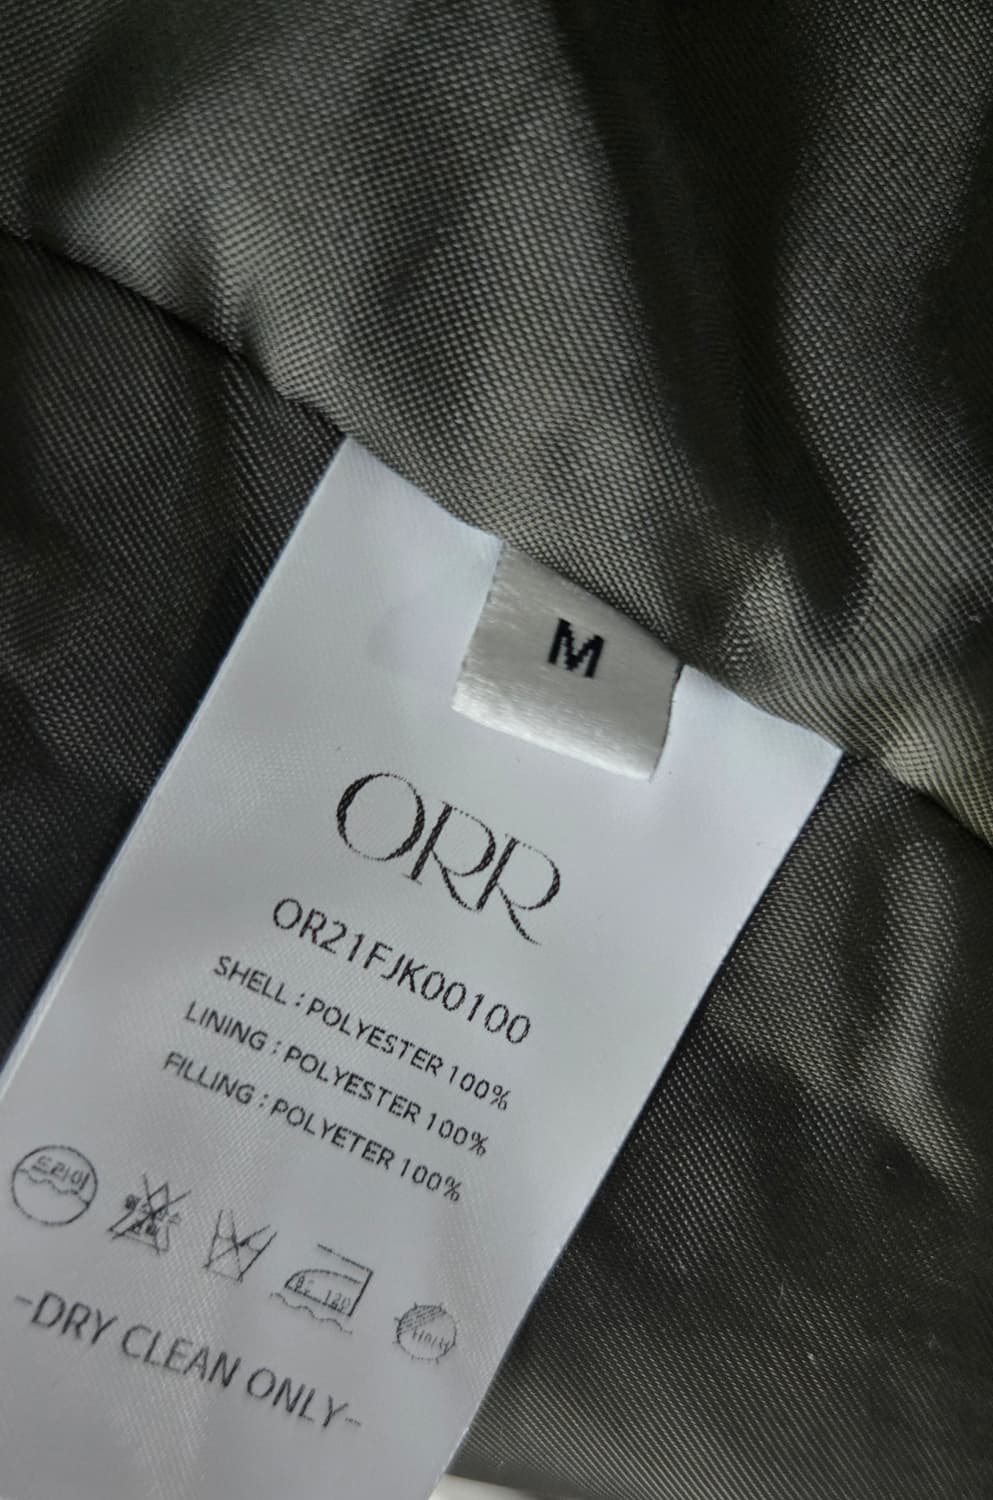 M
ORR
OR21FJK00100
SHELL : POLYESTER 100%
LINING : POLYESTER 100%
FILLING : POLYETER 100%
드라이
-DRY CLEAN ONLY-